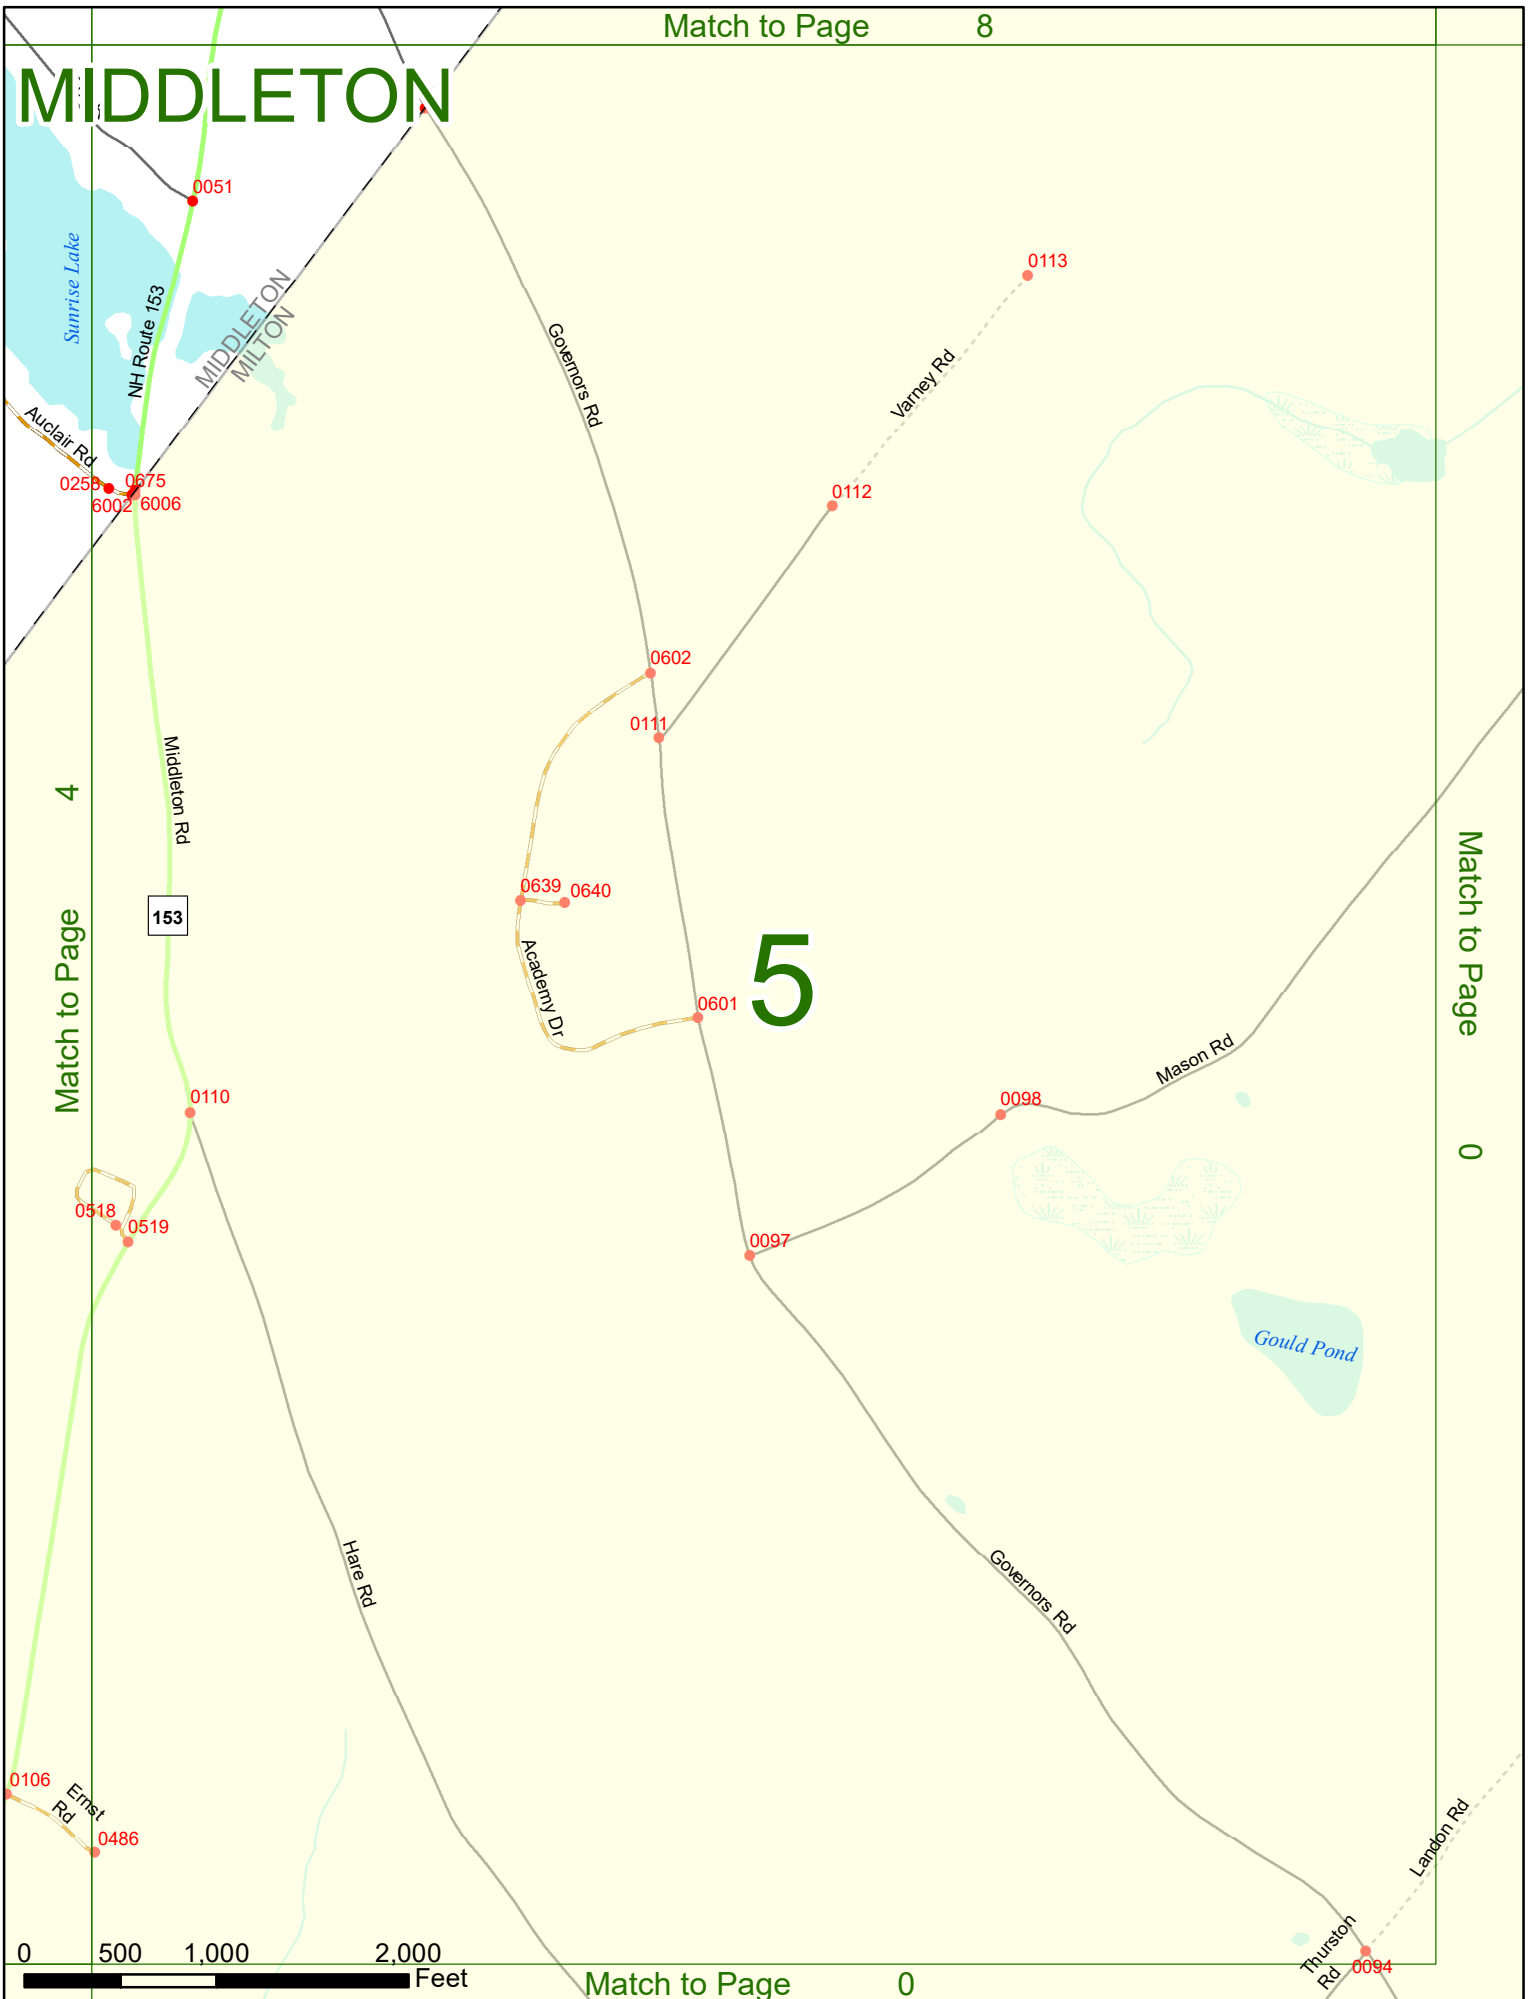 Match to Page 8
MIDDLETON
0051
Sunrise Lake
NH Route 153
MIDDLETON
MILTON
0113
Governors Rd
Varney Rd
Auclair Rd
0258
0675
6002
6006
0112
0602
0111
Middleton Rd
4
Match to Page
153
0639
0640
Academy Dr
5
0601
Match to Page
0
Mason Rd
0098
0110
0518
0519
0097
Gould Pond
Hare Rd
Governors Rd
0106
Ernst
Rd
0486
Landon Rd
Thurston
Rd
0094
0 500 1,000 2,000
Feet
Match to Page 0